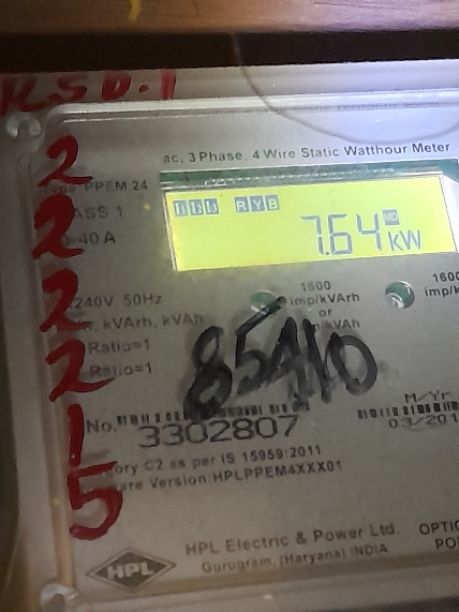 KSD.1
2
2
2
2
1
5
ac, 3 Phase, 4 Wire Static Watthour Meter
PPEM 24
ASS 1
-40 A
R Y B
MD
7.64 KW
240V, 50Hz
kVArh, kVAh
Ratio=1
Ratio=1
1600
imp/kVArh
or
p/kVAh
1600
imp/k
No.
3302807
M/Yr.
03/201
ory C2 as per IS 15959:2011
are Version:HPLPPEM4XXX01
HPL Electric & Power Ltd.
Gurugram, (Haryana) INDIA
OPTIC
PO
HPL